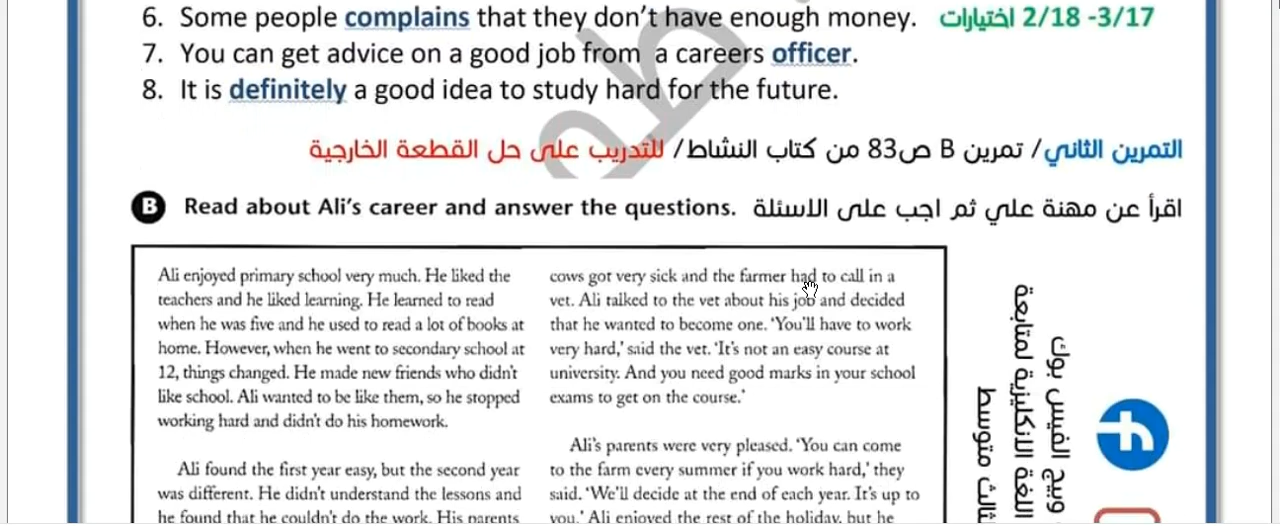 6. Some people complains that they don't have enough money. اختيارات 2/18 -3/17
7. You can get advice on a good job from a careers officer.
8. It is definitely a good idea to study hard for the future.
التمرين الثاني/ تمرين B ص83 من كتاب النشاط/ للتدريب على حل القطعة الخارجية
B Read about Ali's career and answer the questions. اقرأ عن مهنة علي ثم اجب على الاسئلة
Ali enjoyed primary school very much. He liked the
teachers and he liked learning. He learned to read
when he was five and he used to read a lot of books at
home. However, when he went to secondary school at
12, things changed. He made new friends who didn't
like school. Ali wanted to be like them, so he stopped
working hard and didn't do his homework.
Ali found the first year easy, but the second year
was different. He didn't understand the lessons and
he found that he couldn't do the work. His parents
cows got very sick and the farmer had to call in a
vet. Ali talked to the vet about his job and decided
that he wanted to become one. 'You'll have to work
very hard,' said the vet. 'It's not an easy course at
university. And you need good marks in your school
exams to get on the course.'
Ali's parents were very pleased. 'You can come
to the farm every summer if you work hard,' they
said. 'We'll decide at the end of each year. It's up to
you.' Ali enjoyed the rest of the holiday, but he
وبيج الفيس بوك
اللغة الانكليزية لمتابعة
ثالث متوسط